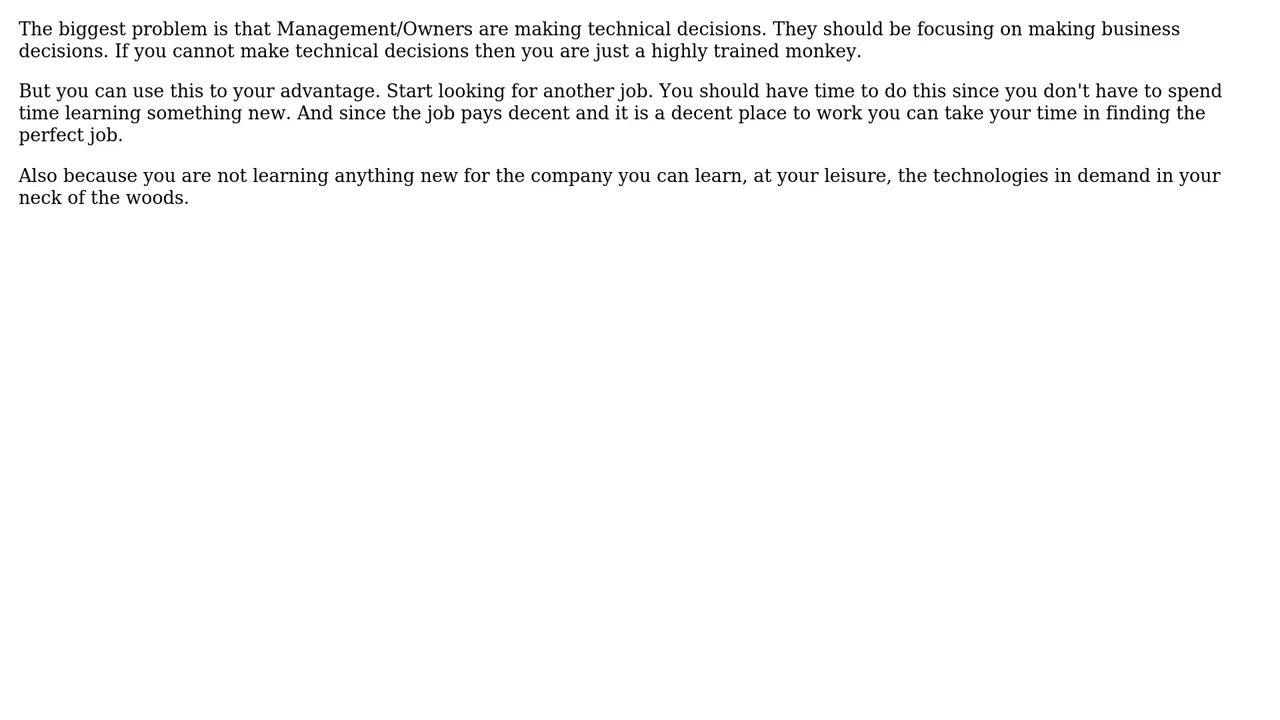 The biggest problem is that Management/Owners are making technical decisions. They should be focusing on making business
decisions. If you cannot make technical decisions then you are just a highly trained monkey.
But you can use this to your advantage. Start looking for another job. You should have time to do this since you don't have to spend
time learning something new. And since the job pays decent and it is a decent place to work you can take your time in finding the
perfect job.
Also because you are not learning anything new for the company you can learn, at your leisure, the technologies in demand in your
neck of the woods.